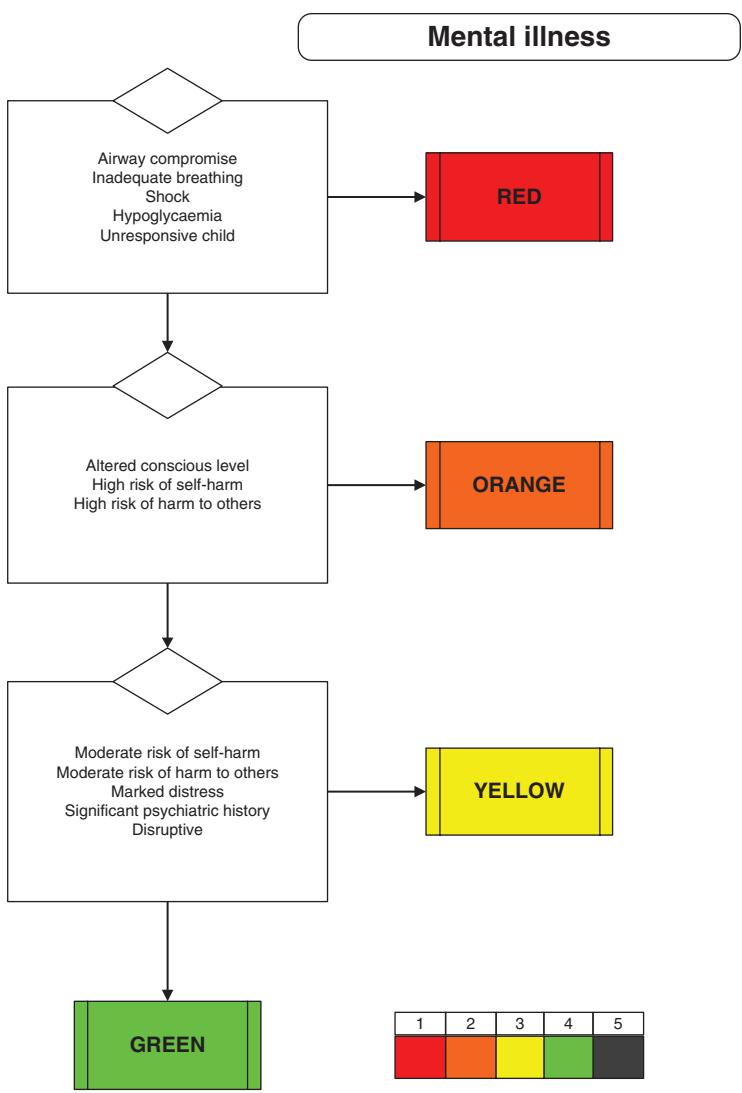 Mental illness
Airway compromise
Inadequate breathing
Shock
Hypoglycaemia
Unresponsive child
RED
Altered conscious level
High risk of self-harm
High risk of harm to others
ORANGE
Moderate risk of self-harm
Moderate risk of harm to others
Marked distress
Significant psychiatric history
Disruptive
YELLOW
GREEN
1 2 3 4 5